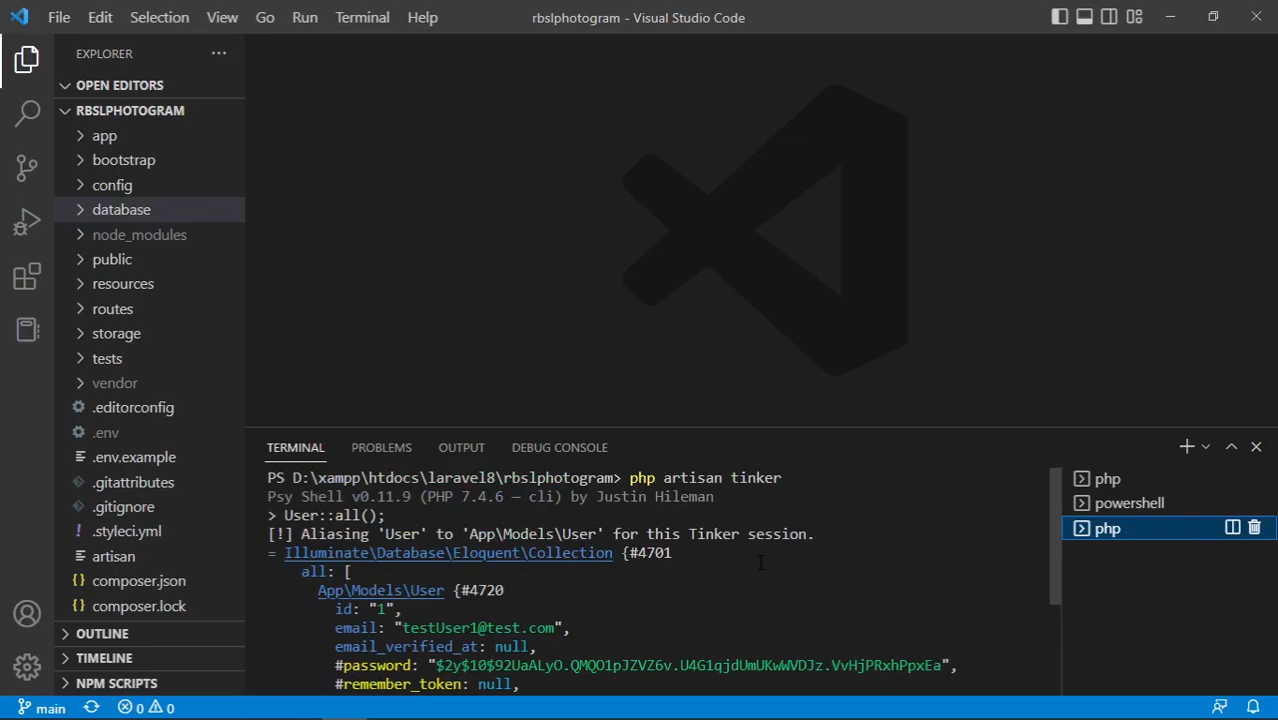 File Edit Selection View Go Run Terminal Help
rbslphotogram - Visual Studio Code
EXPLORER
OPEN EDITORS
RBSLPHOTOGRAM
app
bootstrap
config
database
node_modules
public
resources
routes
storage
tests
vendor
.editorconfig
.env
.env.example
.gitattributes
.gitignore
.styleci.yml
artisan
composer.json
composer.lock
OUTLINE
TIMELINE
NPM SCRIPTS
TERMINAL PROBLEMS OUTPUT DEBUG CONSOLE
PS D:\xampp\htdocs\laravel8\rbslphotogram> php artisan tinker
Psy Shell v0.11.9 (PHP 7.4.6 — cli) by Justin Hileman
> User::all();
[!] Aliasing 'User' to 'App\Models\User' for this Tinker session.
= Illuminate\Database\Eloquent\Collection {#4701
all: [
App\Models\User {#4720
id: "1",
email: "testUser1@test.com",
email_verified_at: null,
#password: "$2y$10$92UaALyO.QMQO1pJZVZ6v.U4G1qjdUmUKwWVDJz.VvHjPRxhPpxEa",
#remember_token: null,
php
powershell
php
main
0 0